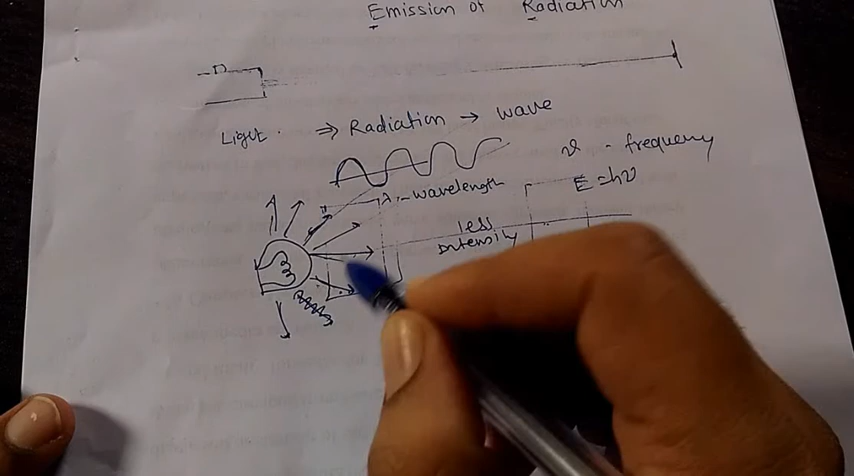 Emission of Radiation
Light. ⇒ Radiation → wave
ν - frequency
λ - wavelength
E = hν
less
intensity